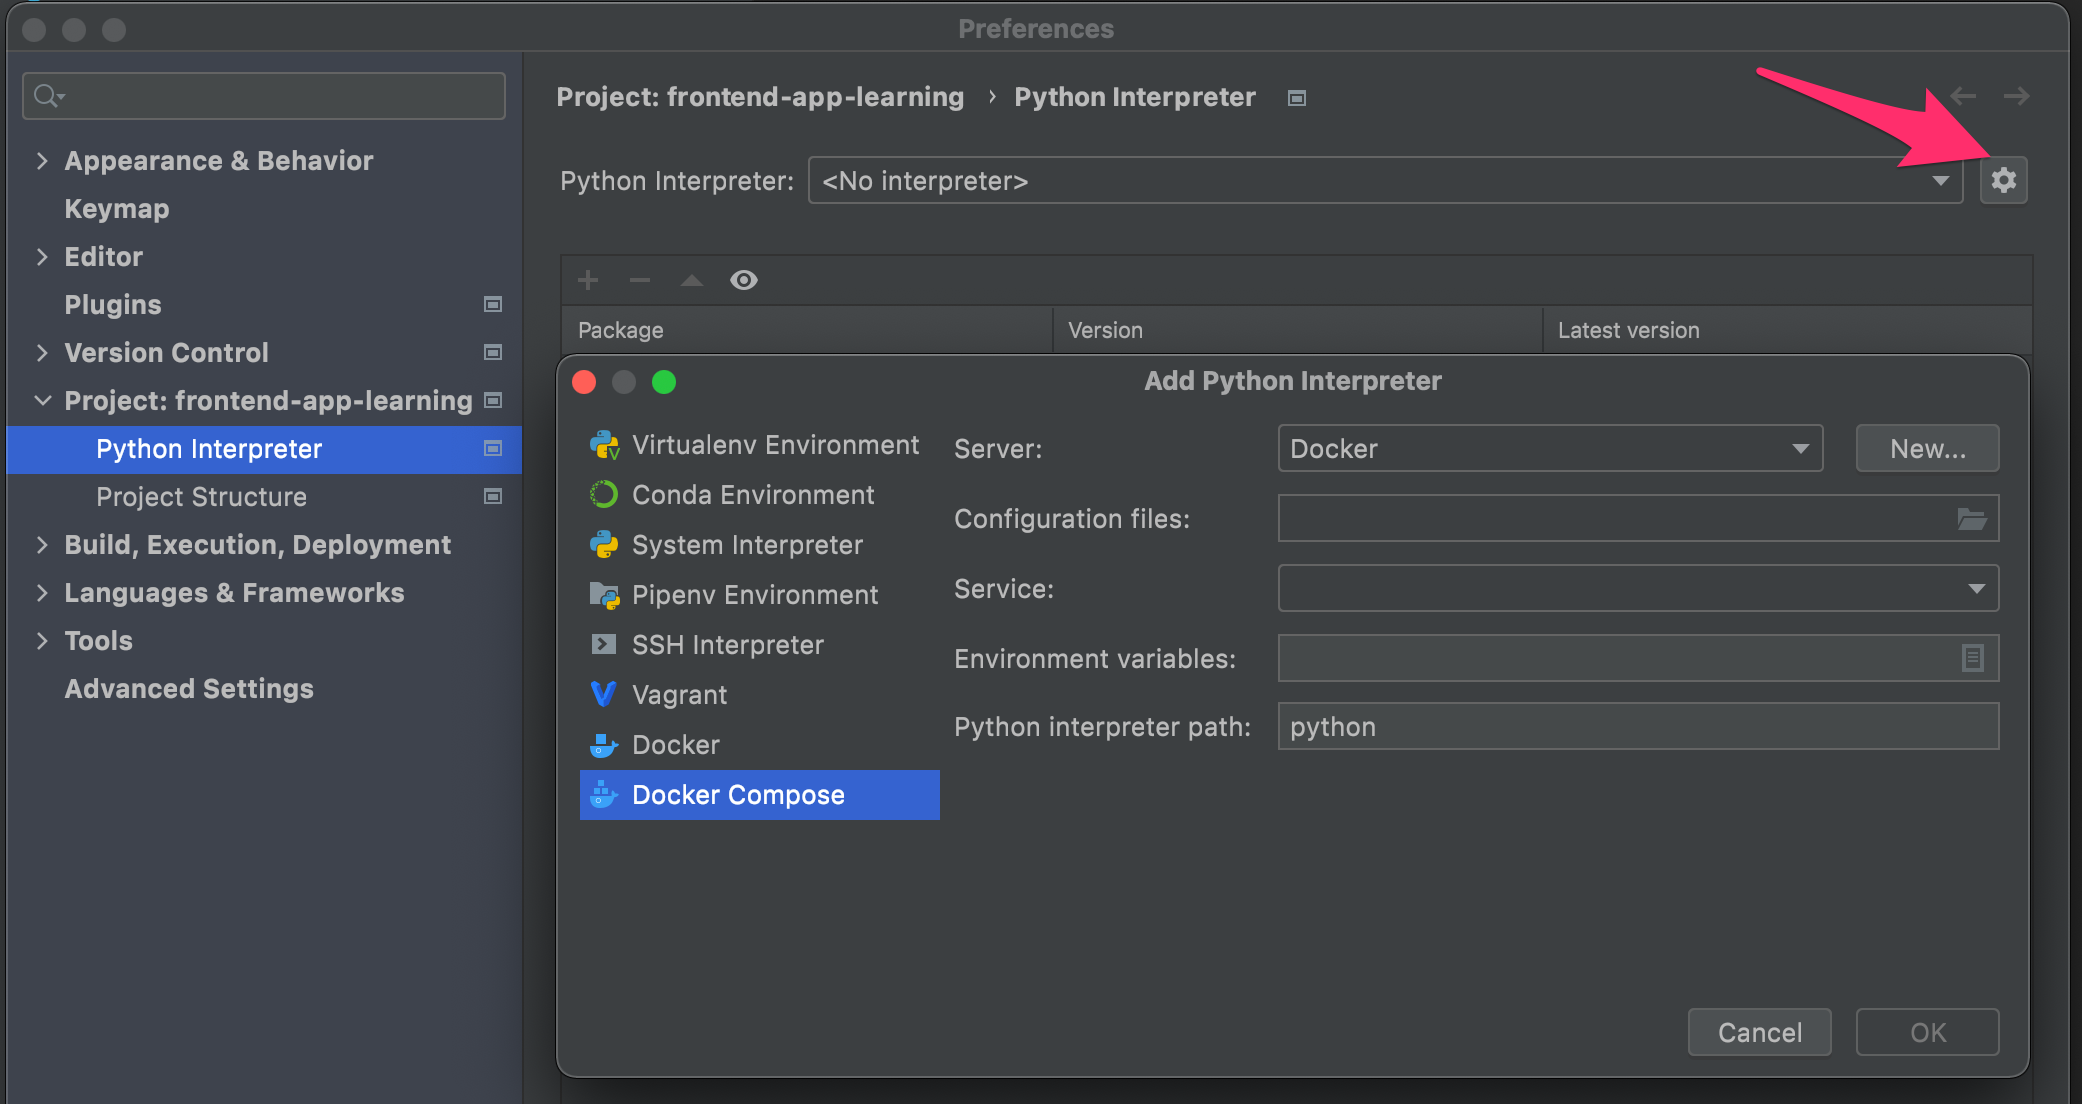 Preferences
Project: frontend-app-learning › Python Interpreter
Appearance & Behavior
Keymap
Editor
Plugins
Version Control
Project: frontend-app-learning
Python Interpreter
Project Structure
Build, Execution, Deployment
Languages & Frameworks
Tools
Advanced Settings
Python Interpreter: <No interpreter>
Package Version Latest version
Add Python Interpreter
Virtualenv Environment
Conda Environment
System Interpreter
Pipenv Environment
SSH Interpreter
Vagrant
Docker
Docker Compose
Server: Docker New...
Configuration files:
Service:
Environment variables:
Python interpreter path: python
Cancel OK